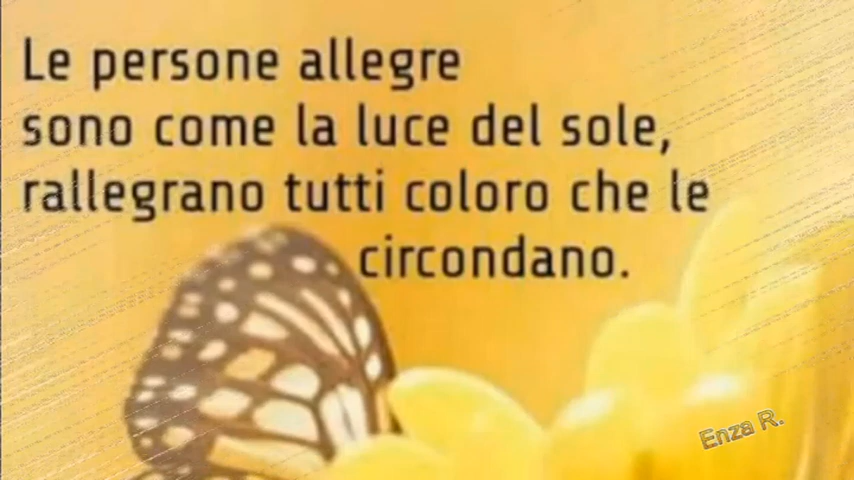 Le persone allegre
sono come la luce del sole,
rallegrano tutti coloro che le
circondano.
Enza R.